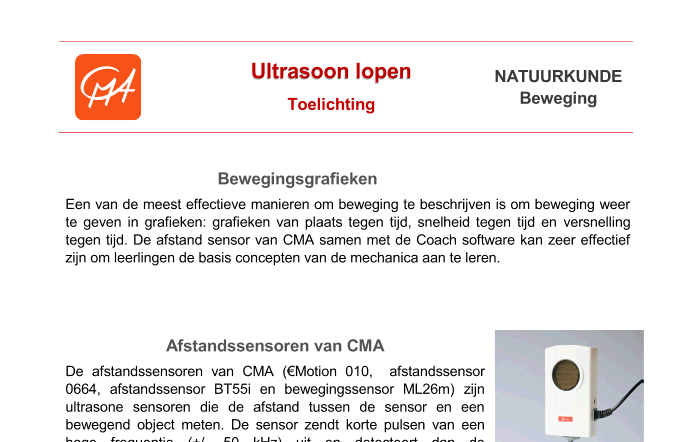 CMA
Ultrasoon lopen
Toelichting
NATUURKUNDE
Beweging
Bewegingsgrafieken
Een van de meest effectieve manieren om beweging te beschrijven is om beweging weer
te geven in grafieken: grafieken van plaats tegen tijd, snelheid tegen tijd en versnelling
tegen tijd. De afstand sensor van CMA samen met de Coach software kan zeer effectief
zijn om leerlingen de basis concepten van de mechanica aan te leren.
Afstandssensoren van CMA
De afstandssensoren van CMA (€Motion 010, afstandssensor
0664, afstandssensor BT55i en bewegingssensor ML26m) zijn
ultrasone sensoren die de afstand tussen de sensor en een
bewegend object meten. De sensor zendt korte pulsen van een
hoge frequentie (+/- 50 kHz) uit en detecteert dan de